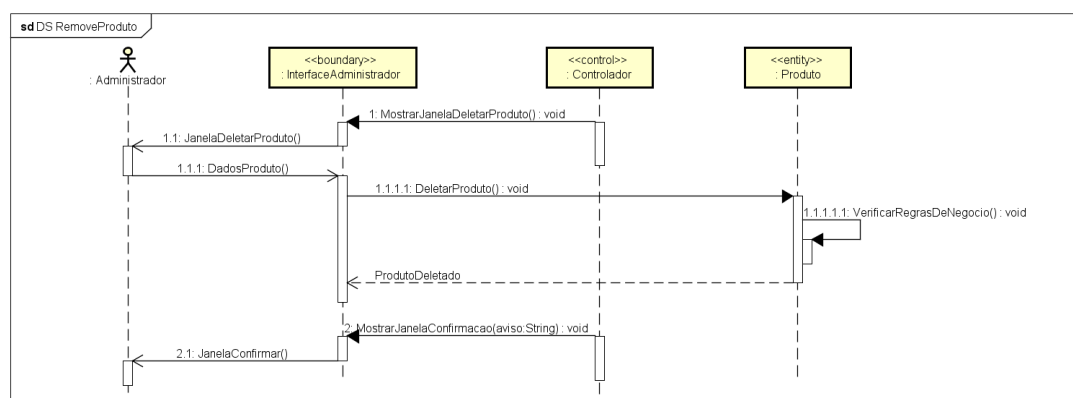 sd DS RemoveProduto
: Administrador
<<boundary>>
: InterfaceAdministrador
<<control>>
: Controlador
<<entity>>
: Produto
1: MostrarJanelaDeletarProduto() : void
1.1: JanelaDeletarProduto()
1.1.1: DadosProduto()
1.1.1.1: DeletarProduto() : void
1.1.1.1.1: VerificarRegrasDeNegocio() : void
ProdutoDeletado
2: MostrarJanelaConfirmacao(aviso:String) : void
2.1: JanelaConfirmar()